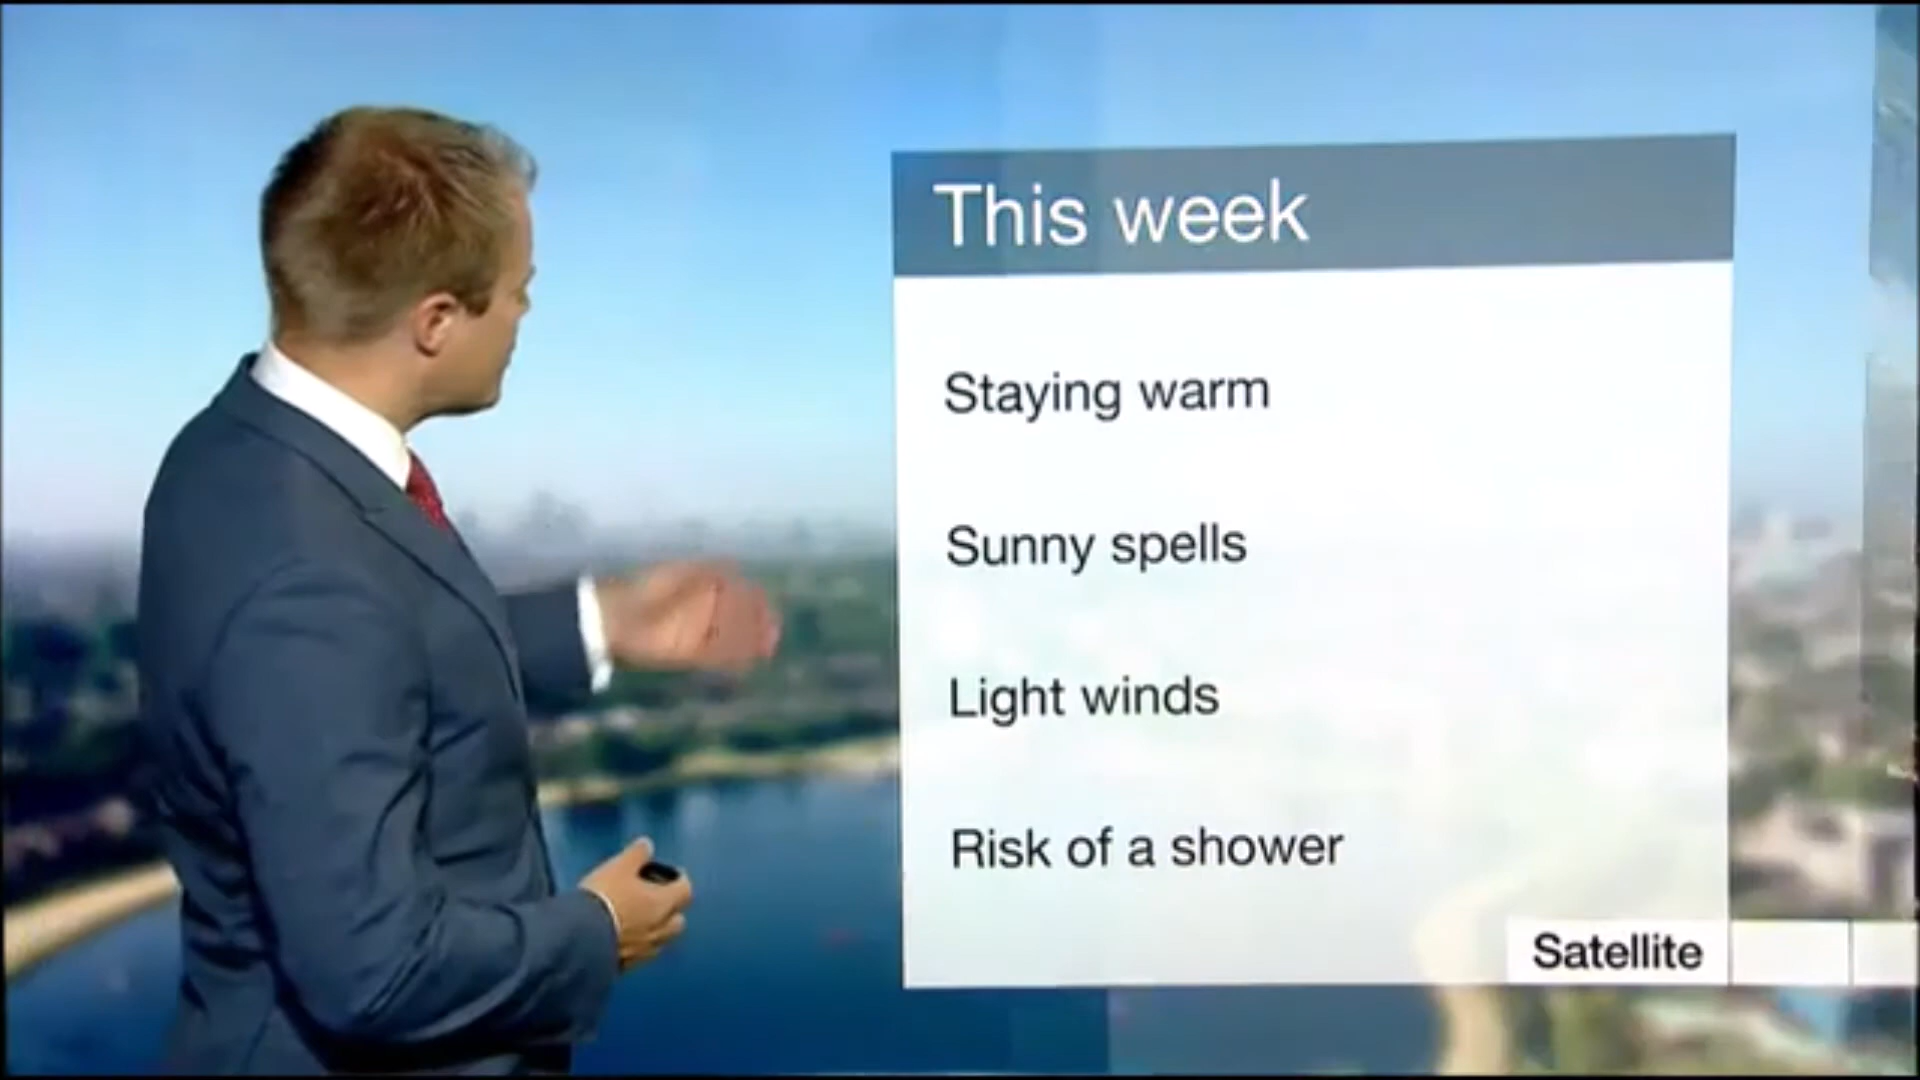 This week
Staying warm
Sunny spells
Light winds
Risk of a shower
Satellite